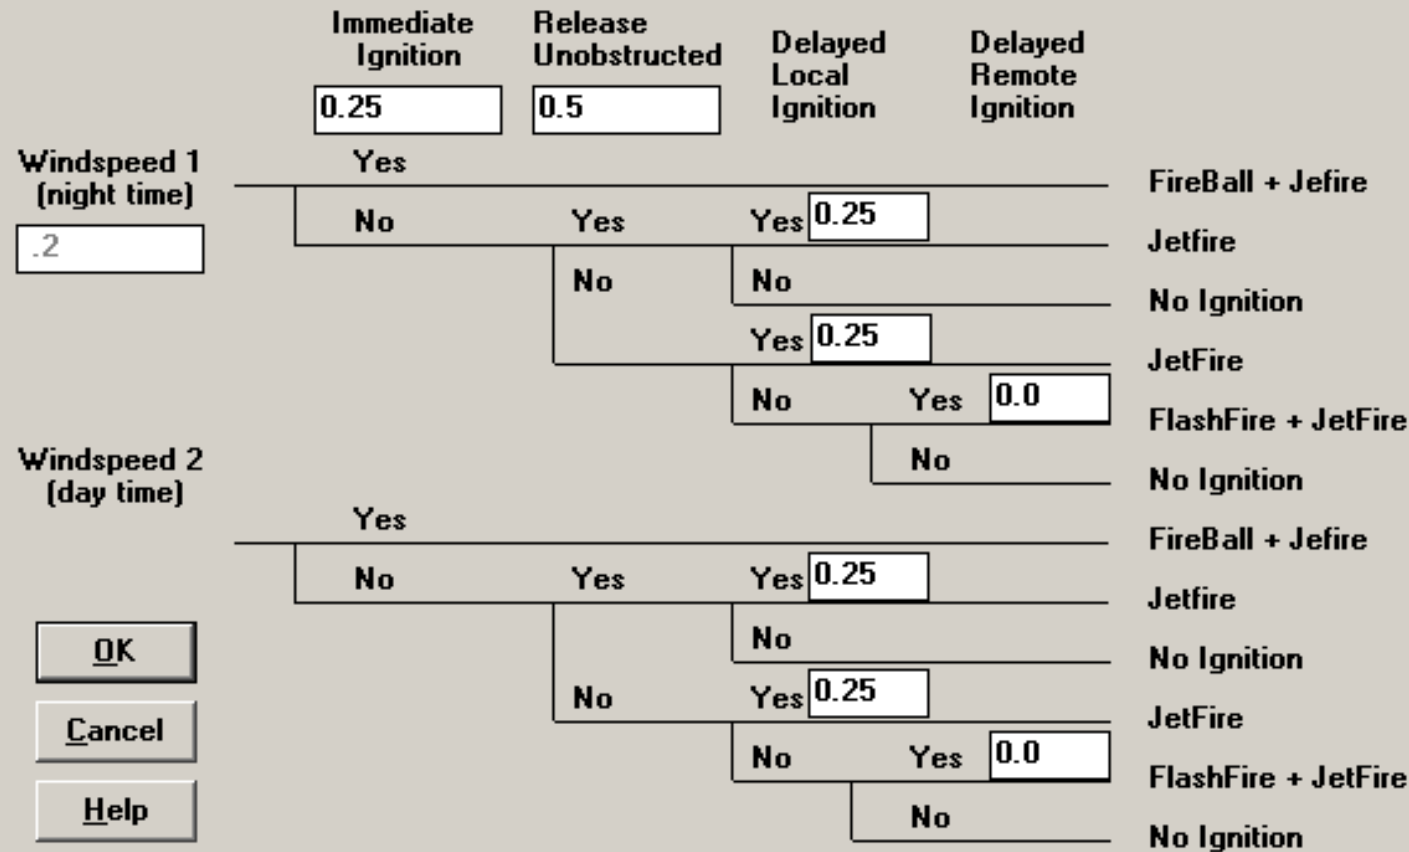 Immediate
Ignition
0.25
Release
Unobstructed
0.5
Delayed
Local
Ignition
Delayed
Remote
Ignition
Windspeed 1
(night time)
.2
Yes
FireBall + Jefire
No
Yes
Yes 0.25
Jetfire
No
No
No Ignition
Yes 0.25
JetFire
No
Yes 0.0
FlashFire + JetFire
No
No Ignition
Windspeed 2
(day time)
Yes
FireBall + Jefire
No
Yes
Yes 0.25
Jetfire
No
No Ignition
No
Yes 0.25
JetFire
No
Yes 0.0
FlashFire + JetFire
No
No Ignition
OK
Cancel
Help